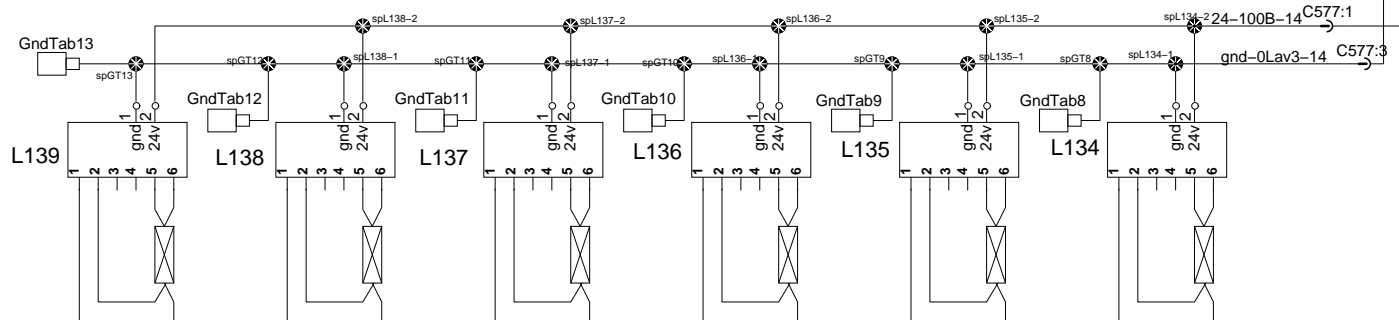 spL138-2
spL137-2
spL136-2
spL135-2
spL134-2
24-100B-14
C577:1
GndTab13
spGT13
spGT12
spL138-1
spGT11
spL137-1
spGT10
spGT9
spL135-1
spGT8
spL134-1
gnd-0Lav3-14
C577:3
GndTab12
GndTab11
GndTab10
GndTab9
GndTab8
L139
gnd 1
24v 2
1 2 3 4 5 6
L138
gnd 1
24v 2
1 2 3 4 5 6
L137
gnd 1
24v 2
1 2 3 4 5 6
L136
gnd 1
24v 2
1 2 3 4 5 6
L135
gnd 1
24v 2
1 2 3 4 5 6
L134
gnd 1
24v 2
1 2 3 4 5 6